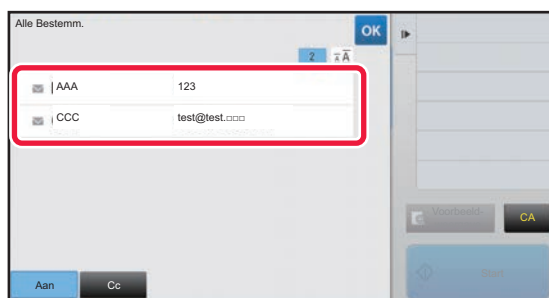 Alle Bestemm.
OK
2 A A
AAA 123
CCC test@test.□□□
Voorbeeld-
CA
Start
Aan Cc